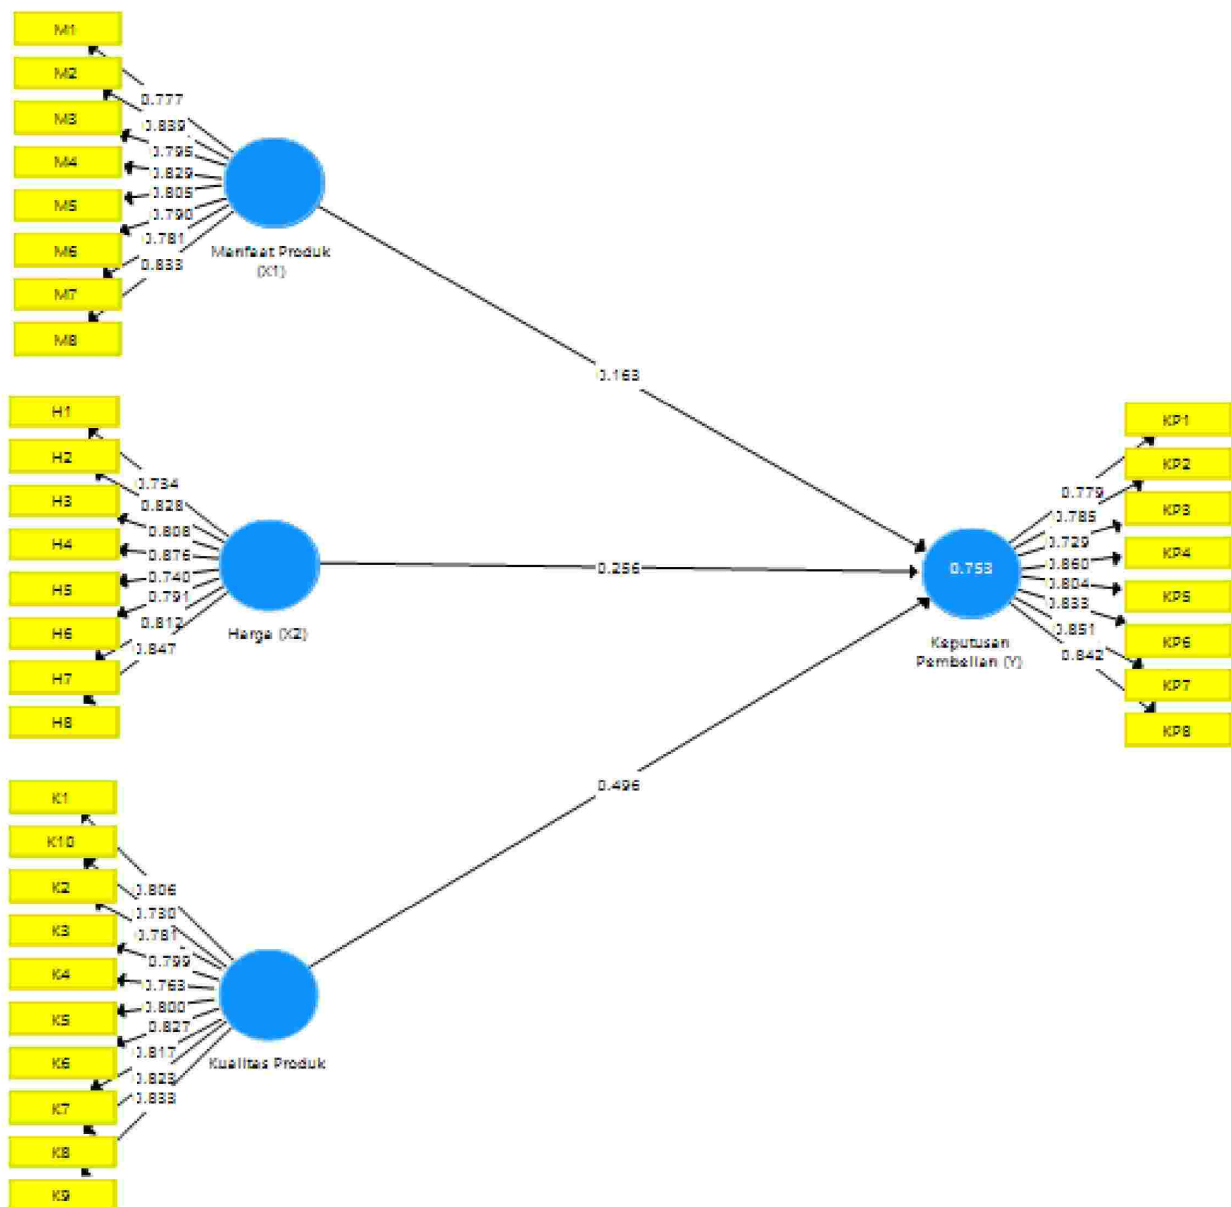 M1
M2
M3
M4
M5
M6
M7
M8
0.777
0.839
0.795
0.829
0.805
0.790
0.781
0.833
Manfaat Produk
(X1)
0.163
H1
H2
H3
H4
H5
H6
H7
H8
0.734
0.828
0.808
0.876
0.740
0.791
0.812
0.847
Harga (X2)
0.256
K1
K10
K2
K3
K4
K5
K6
K7
K8
K9
0.806
0.730
0.781
0.799
0.763
0.800
0.827
0.817
0.823
0.833
Kualitas Produk
0.496
0.753
Keputusan
Pembelian (Y)
0.779
0.785
0.729
0.860
0.804
0.833
0.851
0.842
KP1
KP2
KP3
KP4
KP5
KP6
KP7
KP8